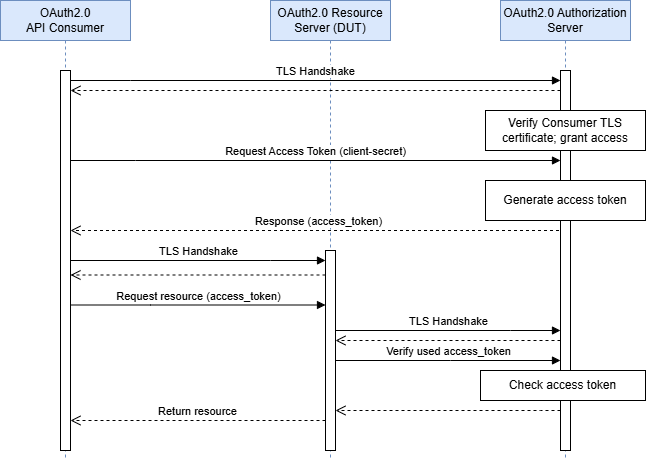 OAuth2.0
API Consumer
OAuth2.0 Resource
Server (DUT)
OAuth2.0 Authorization
Server
TLS Handshake
Verify Consumer TLS
certificate; grant access
Request Access Token (client-secret)
Generate access token
Response (access_token)
TLS Handshake
Request resource (access_token)
TLS Handshake
Verify used access_token
Check access token
Return resource